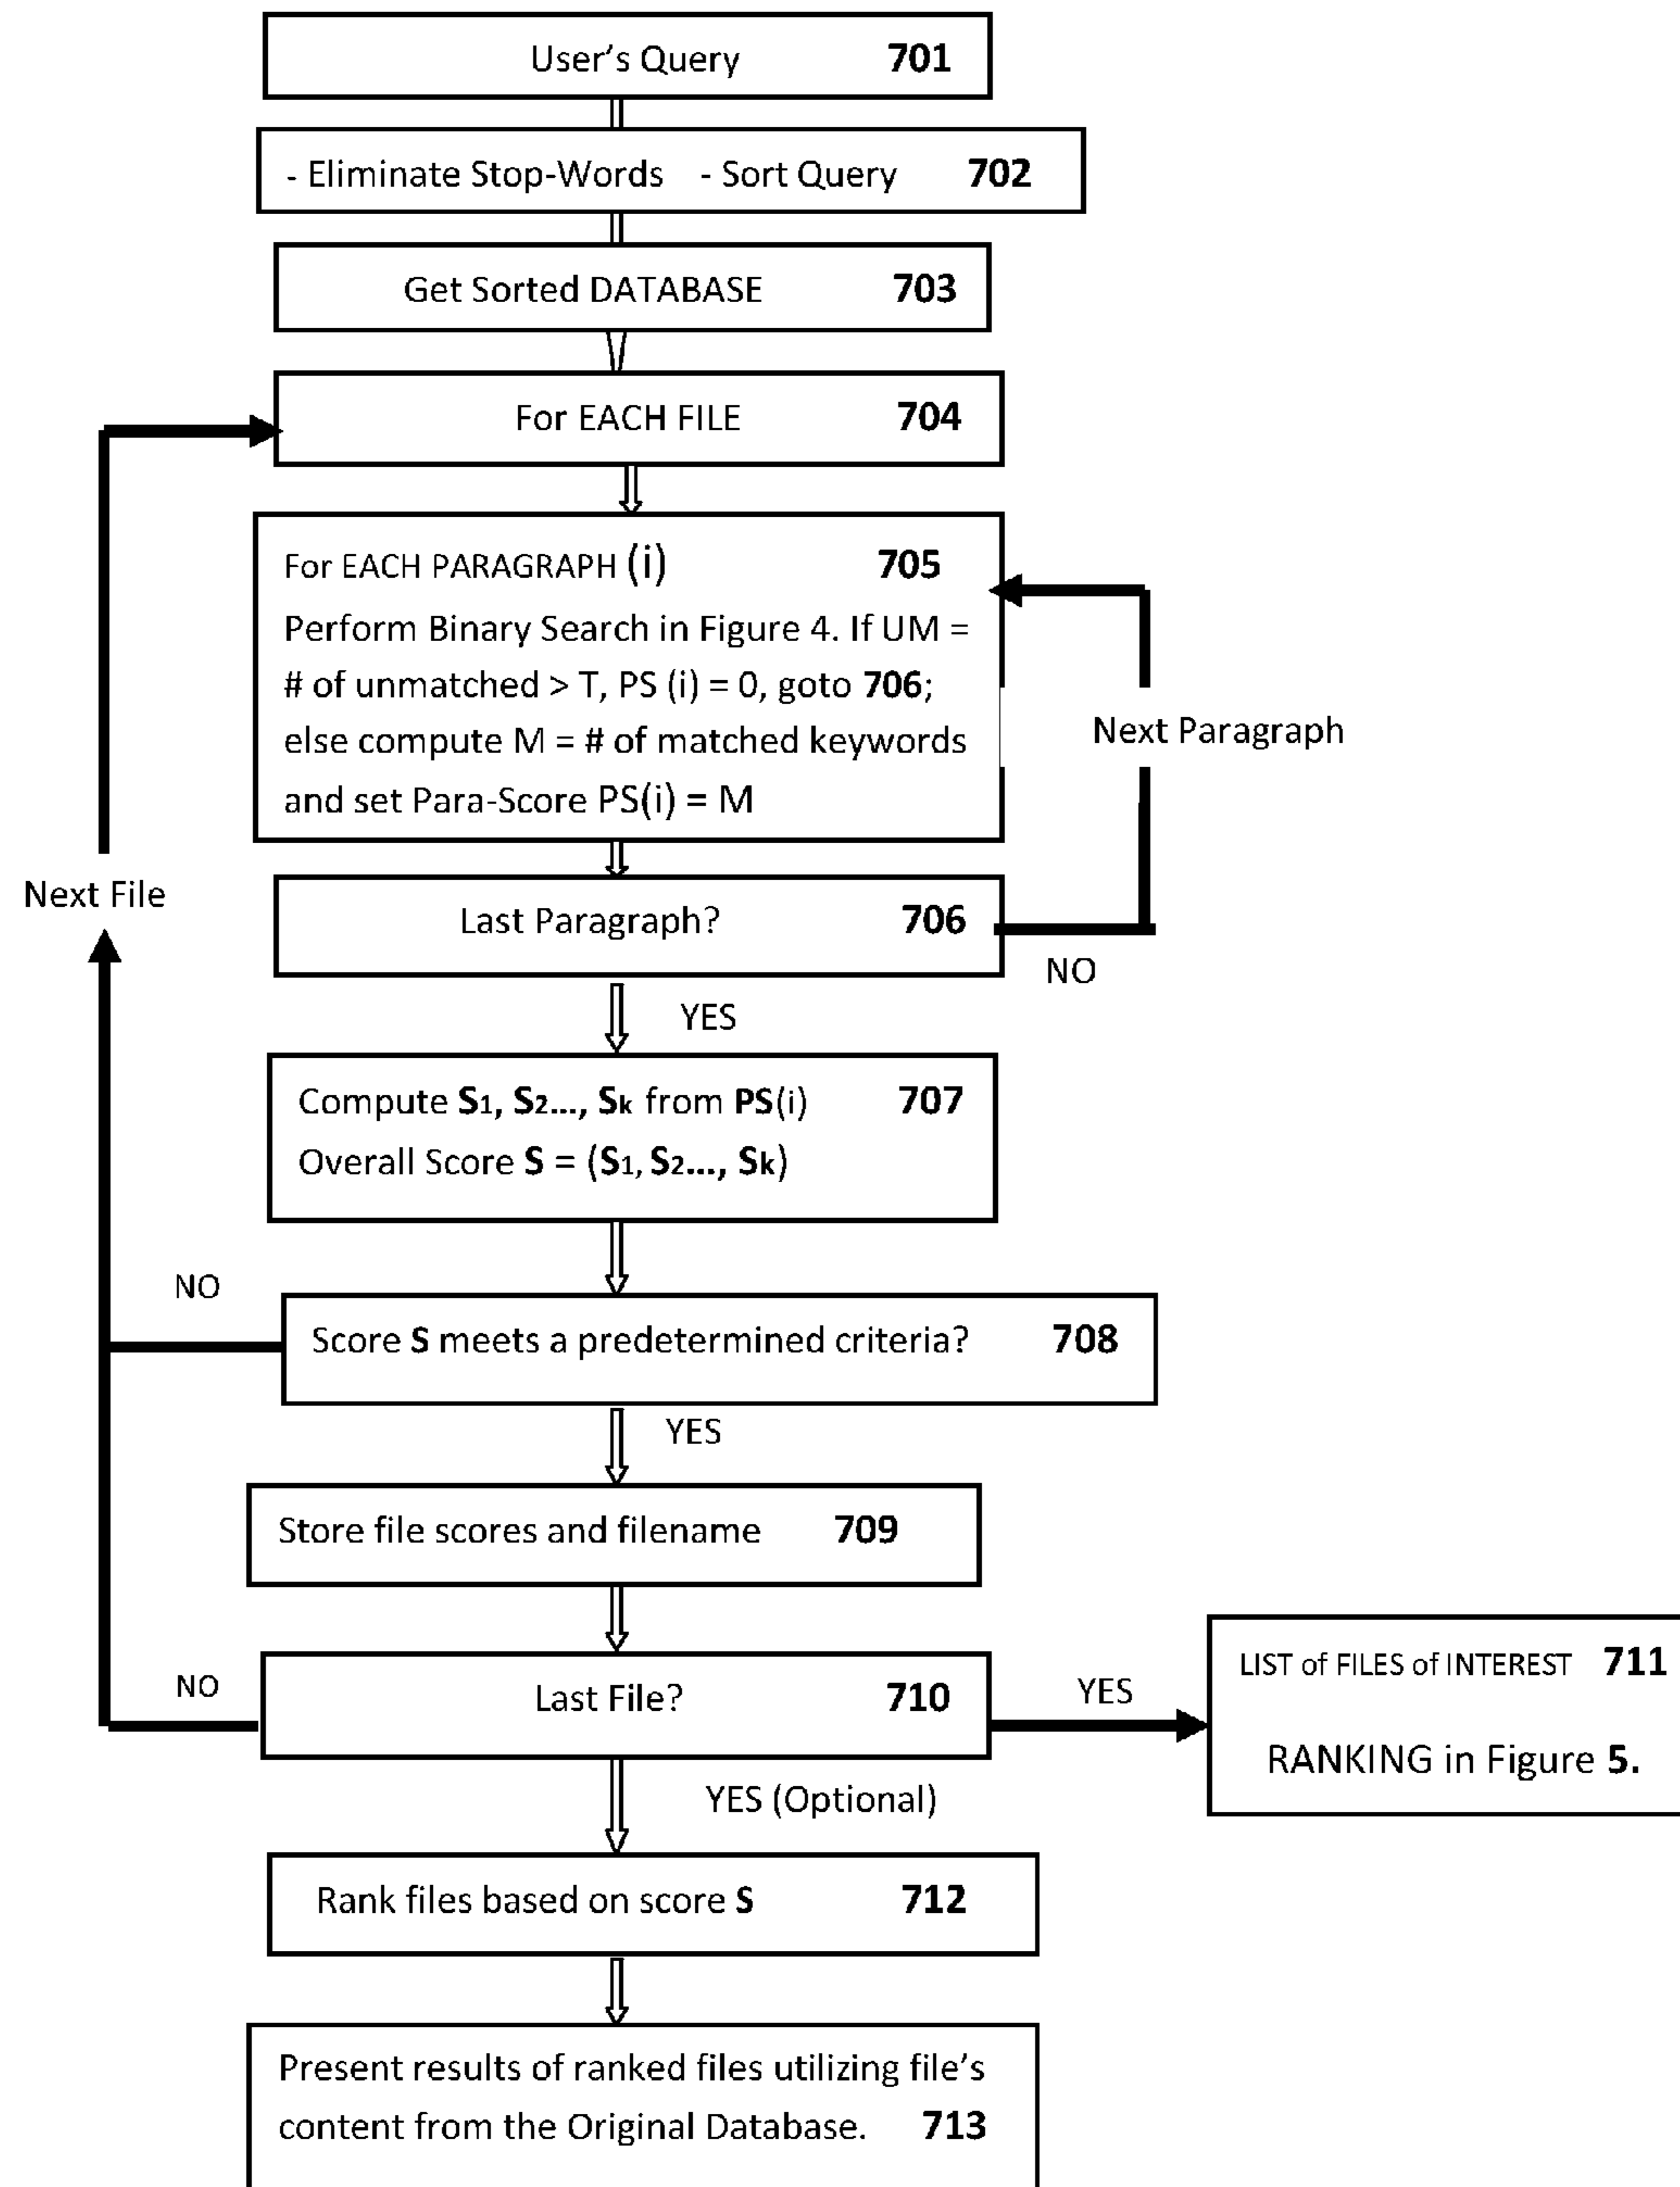 User's Query 701
- Eliminate Stop-Words - Sort Query 702
Get Sorted DATABASE 703
For EACH FILE 704
For EACH PARAGRAPH (i) 705
Perform Binary Search in Figure 4. If UM =
# of unmatched > T, PS (i) = 0, goto 706;
else compute M = # of matched keywords
and set Para-Score PS(i) = M
Next Paragraph
Next File
Last Paragraph? 706
NO
YES
Compute S1, S2..., Sk from PS(i) 707
Overall Score S = (S1, S2..., Sk)
NO
Score S meets a predetermined criteria? 708
YES
Store file scores and filename 709
NO
Last File? 710
YES
LIST of FILES of INTEREST 711
RANKING in Figure 5.
YES (Optional)
Rank files based on score S 712
Present results of ranked files utilizing file's
content from the Original Database. 713